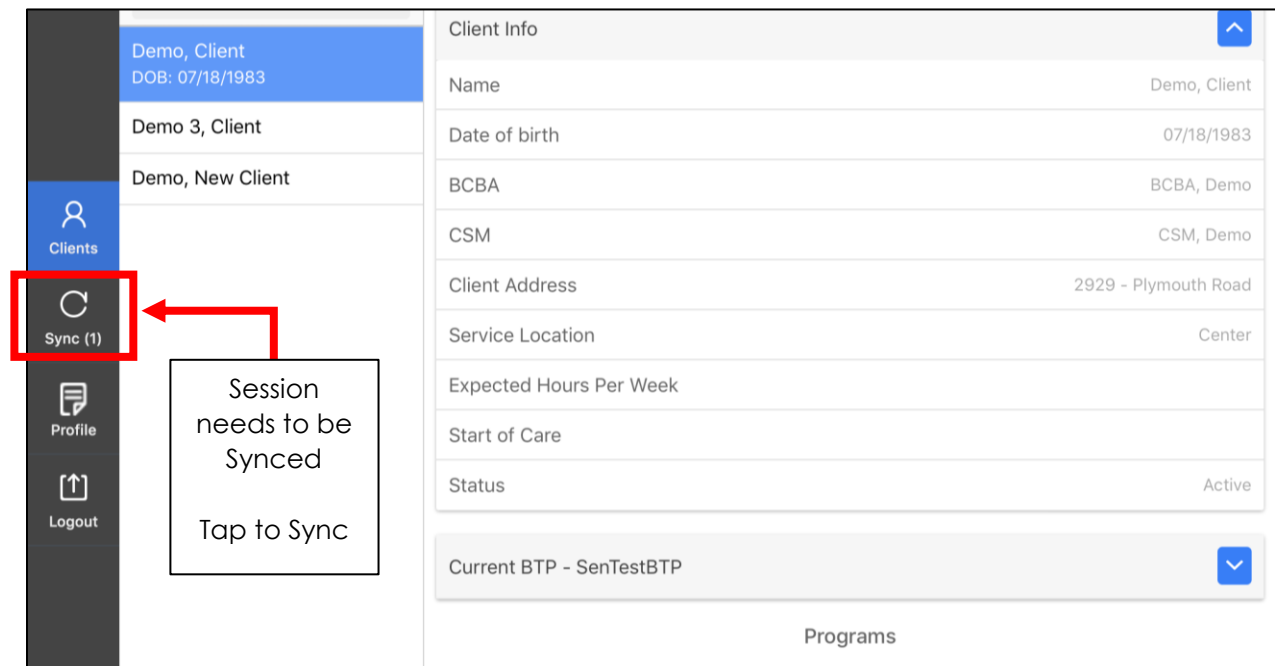 Clients
Sync (1)
Profile
Logout
Demo, Client
DOB: 07/18/1983
Demo 3, Client
Demo, New Client
Session
needs to be
Synced
Tap to Sync
Client Info
Name Demo, Client
Date of birth 07/18/1983
BCBA BCBA, Demo
CSM CSM, Demo
Client Address 2929 - Plymouth Road
Service Location Center
Expected Hours Per Week
Start of Care
Status Active
Current BTP - SenTestBTP
Programs